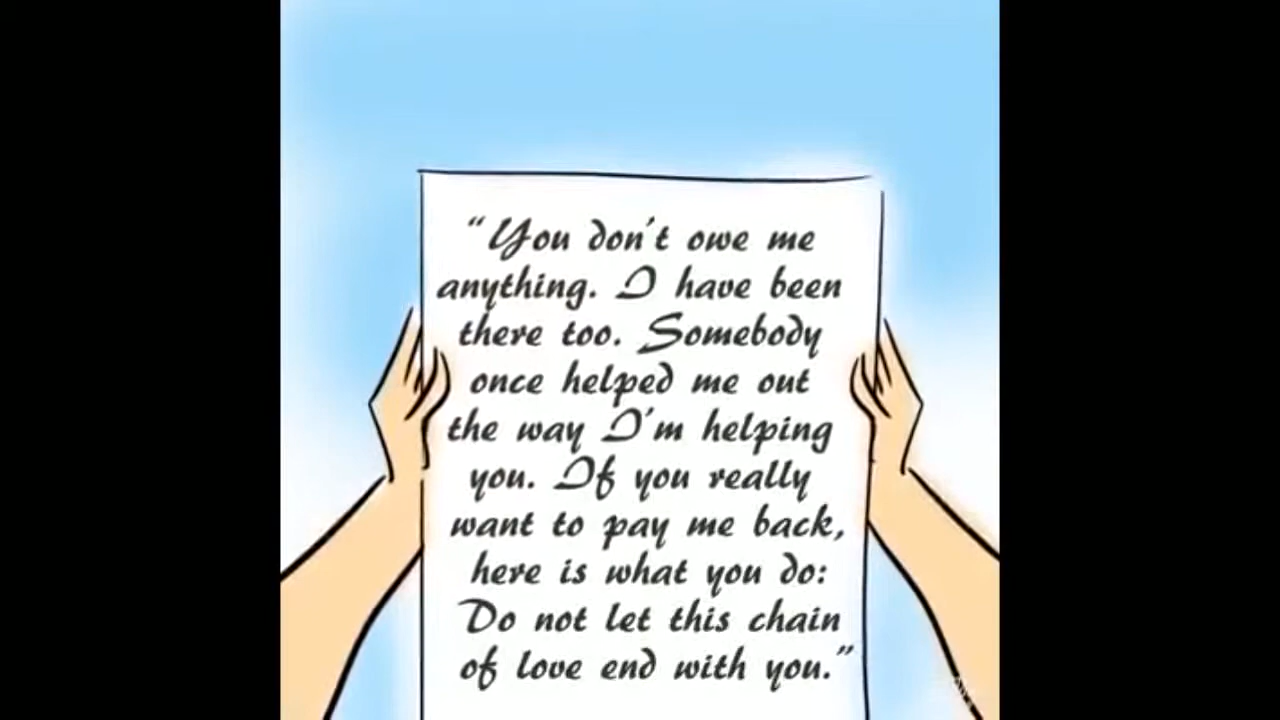 “You don't owe me
anything. I have been
there too. Somebody
once helped me out
the way I'm helping
you. If you really
want to pay me back,
here is what you do:
Do not let this chain
of love end with you.”